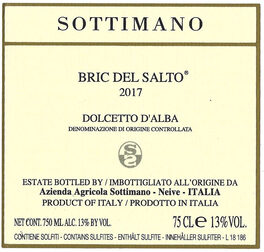 SOTTIMANO
BRIC DEL SALTO®
2017
DOLCETTO D'ALBA
DENOMINAZIONE DI ORIGINE CONTROLLATA
SS
ESTATE BOTTLED BY / IMBOTTIGLIATO ALL'ORIGINE DA
Azienda Agricola Sottimano - Neive - ITALIA
PRODUCT OF ITALY / PRODOTTO IN ITALIA
NET CONT. 750 ML ALC. 13% BY VOL. 75 CL e 13% VOL.
CONTIENE SOLFITI - CONTAINS SULFITES - ENTHÄLT SULFITE - INNEHÅLLER SULFITER - L 18 186